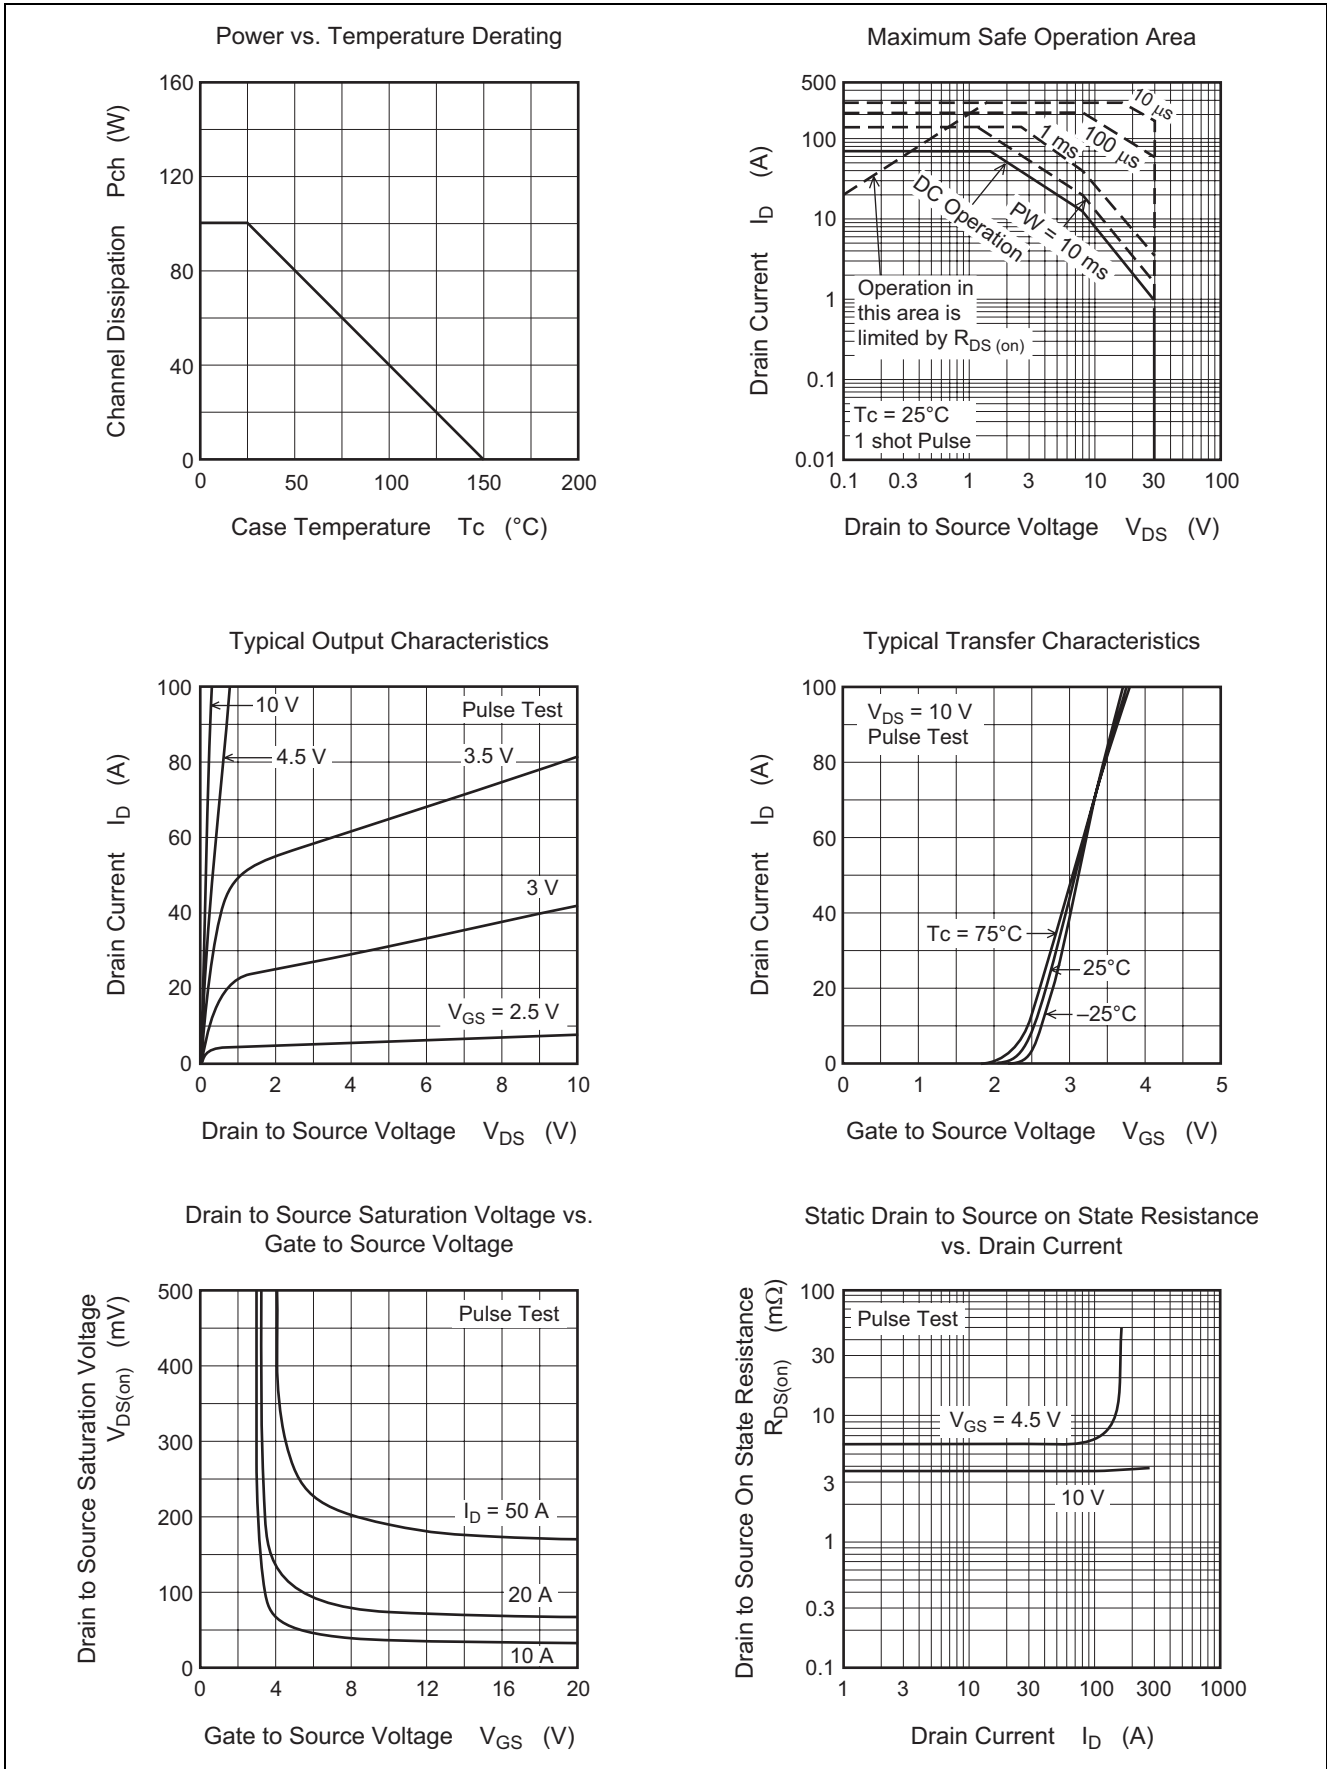 Power vs. Temperature Derating
160
120
80
40
0
0
50
100
150
200
Channel Dissipation Pch (W)
Case Temperature Tc (°C)
Maximum Safe Operation Area
500
100
10
1
0.1
0.01
0.1
0.3
1
3
10
30
100
Drain Current I_D (A)
Drain to Source Voltage V_DS (V)
10 μs
100 μs
1 ms
PW = 10 ms
DC Operation
Operation in
this area is
limited by R_DS (on)
Tc = 25°C
1 shot Pulse
Typical Output Characteristics
100
80
60
40
20
0
0
2
4
6
8
10
Drain Current I_D (A)
Drain to Source Voltage V_DS (V)
10 V
Pulse Test
4.5 V
3.5 V
3 V
V_GS = 2.5 V
Typical Transfer Characteristics
100
80
60
40
20
0
0
1
2
3
4
5
Drain Current I_D (A)
Gate to Source Voltage V_GS (V)
V_DS = 10 V
Pulse Test
Tc = 75°C
25°C
–25°C
Drain to Source Saturation Voltage vs.
Gate to Source Voltage
500
400
300
200
100
0
0
4
8
12
16
20
Drain to Source Saturation Voltage
V_DS(on) (mV)
Gate to Source Voltage V_GS (V)
Pulse Test
I_D = 50 A
20 A
10 A
Static Drain to Source on State Resistance
vs. Drain Current
100
30
10
3
1
0.3
0.1
1
3
10
30
100
300
1000
Drain to Source On State Resistance
R_DS(on) (mΩ)
Drain Current I_D (A)
Pulse Test
V_GS = 4.5 V
10 V